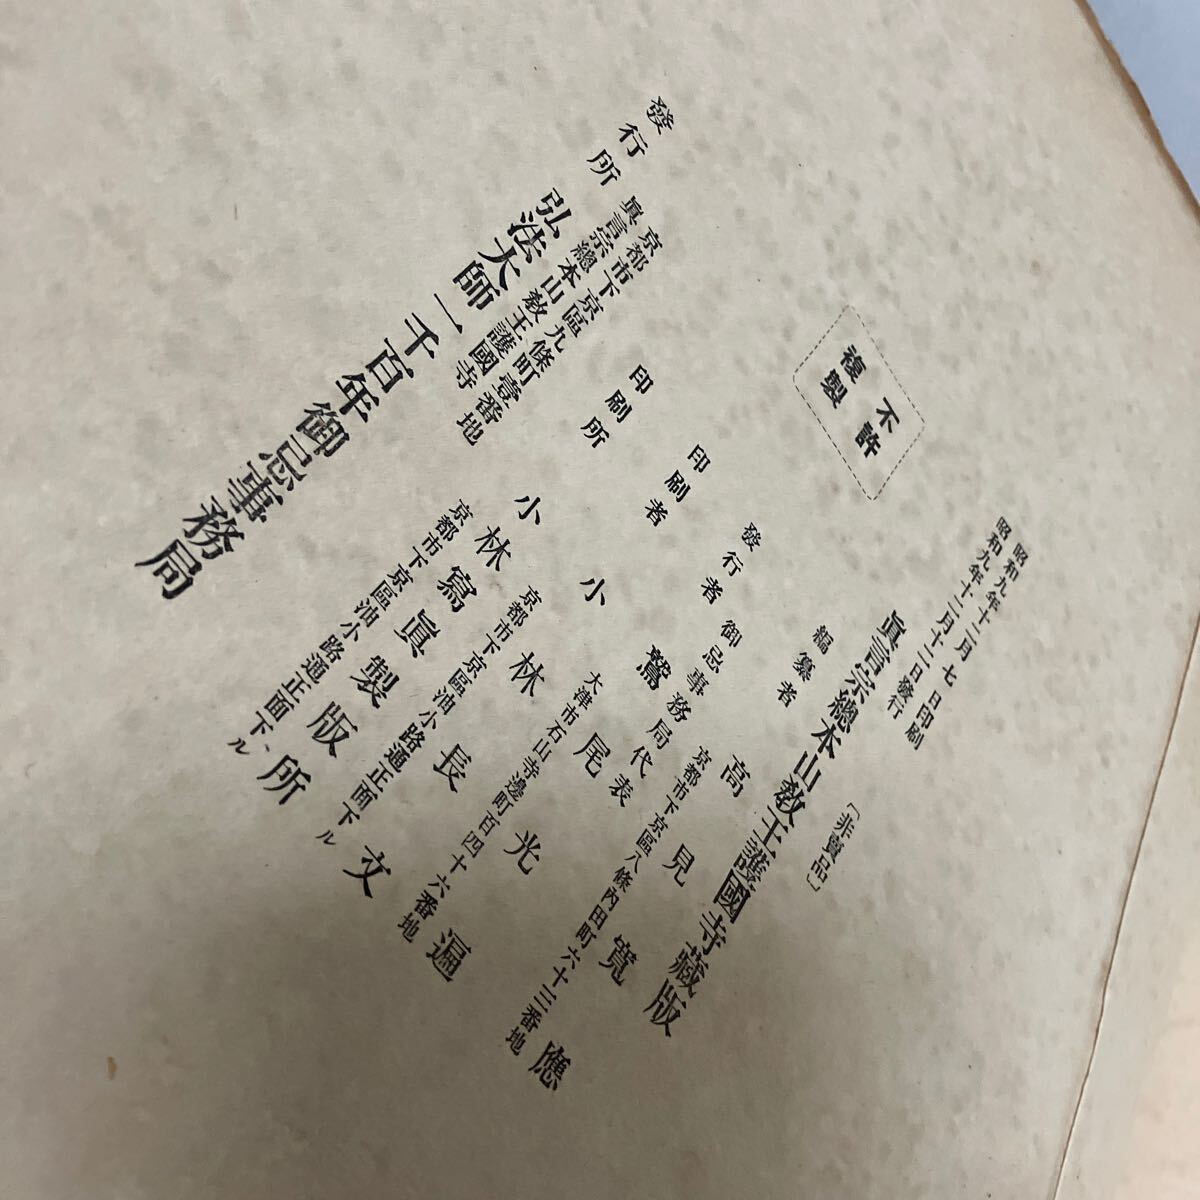 昭和九年十二月七日印刷
昭和九年十二月十二日發行
〔非賣品〕
眞言宗總本山教王護國寺藏版
不許
複製
編纂者
高見寬應
京都市下京區八條內田町六十三番地
發行者
御忌事務局代表
小鷲尾光遍
大津市石山寺邊町百四十六番地
印刷者
小林長文
京都市下京區油小路通正面下ル
印刷所
小林寫眞製版所
京都市下京區油小路通正面下ル
發行所
京都市下京區九條町壹番地
眞言宗總本山教王護國寺
弘法大師一千百年御忌事務局